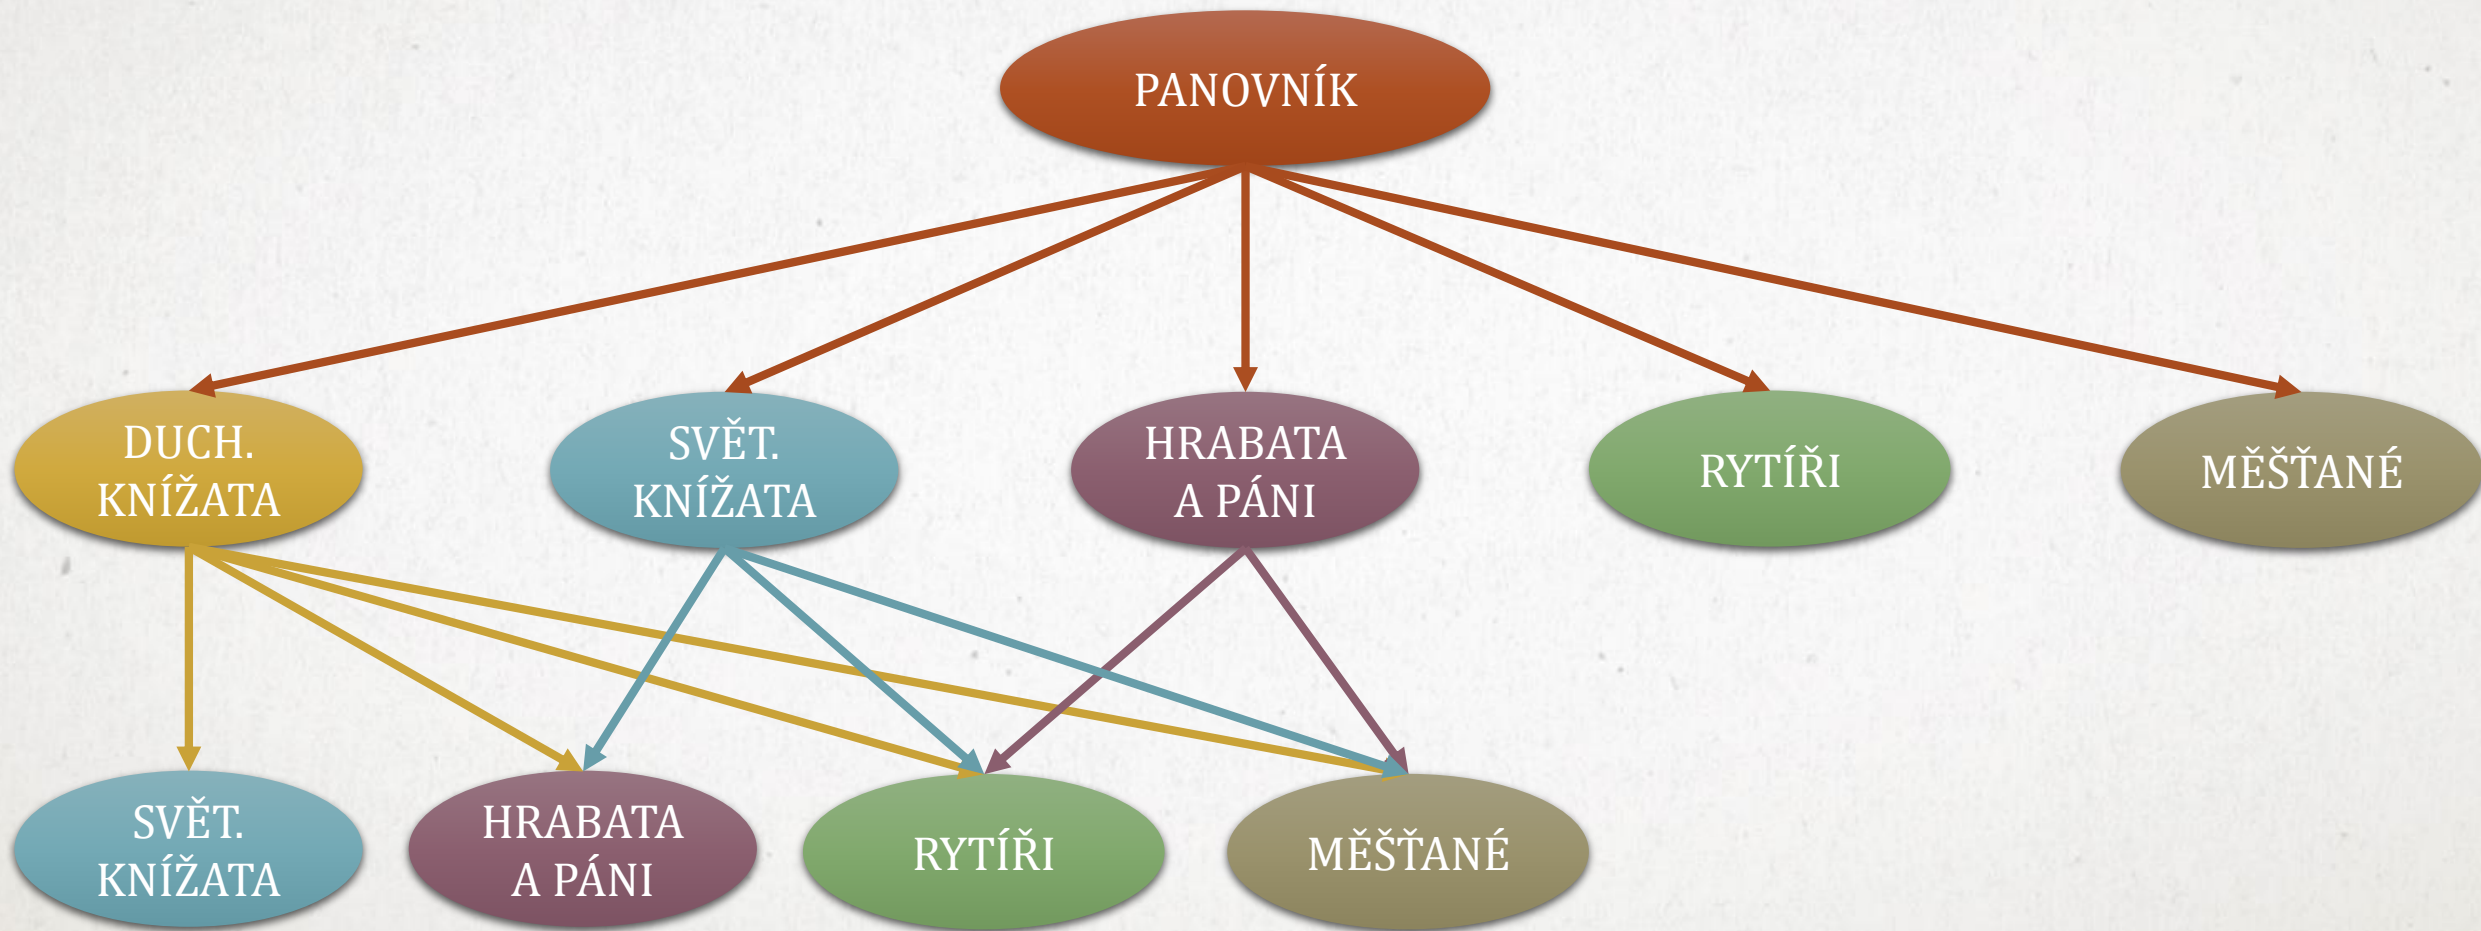 PANOVNÍK
DUCH.
KNÍŽATA
SVĚT.
KNÍŽATA
HRABATA
A PÁNI
RYTÍŘI
MĚŠŤANÉ
SVĚT.
KNÍŽATA
HRABATA
A PÁNI
RYTÍŘI
MĚŠŤANÉ